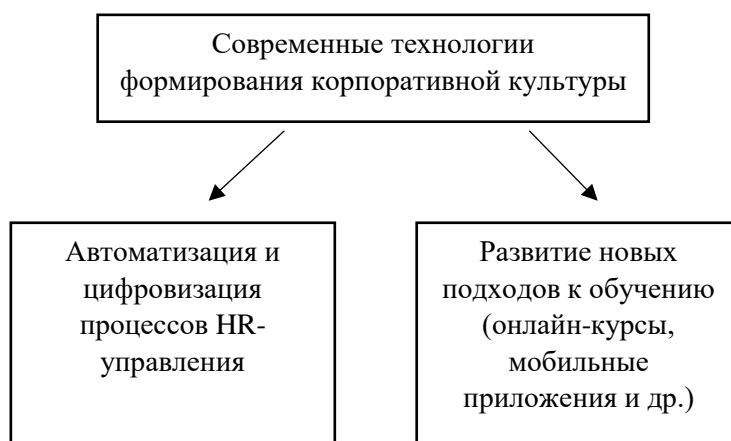 Современные технологии
формирования корпоративной культуры
Автоматизация и
цифровизация
процессов HR-
управления
Развитие новых
подходов к обучению
(онлайн-курсы,
мобильные
приложения и др.)